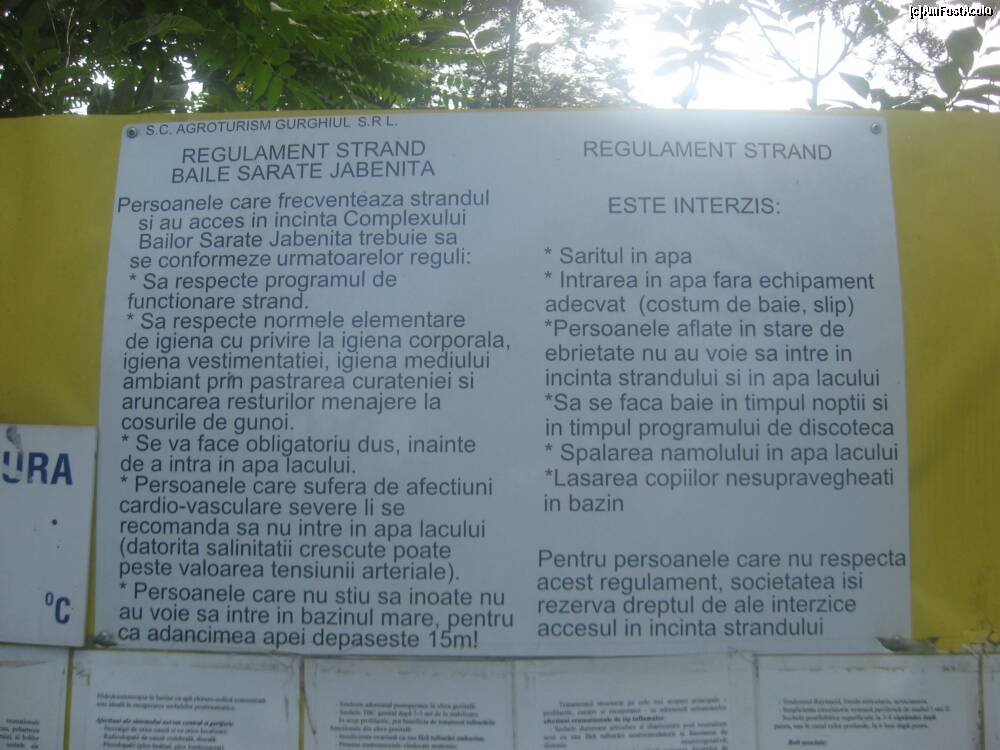 [c]AmFostAcolo
S.C. AGROTURISM GURGHIUL S.R.L.
REGULAMENT STRAND
BAILE SARATE JABENITA
Persoanele care frecventeaza strandul
si au acces in incinta Complexului
Bailor Sarate Jabenita trebuie sa
se conformeze urmatoarelor reguli:
* Sa respecte programul de
functionare strand.
* Sa respecte normele elementare
de igiena cu privire la igiena corporala,
igiena vestimentatiei, igiena mediului
ambiant prin pastrarea curateniei si
aruncarea resturilor menajere la
cosurile de gunoi.
* Se va face obligatoriu dus, inainte
de a intra in apa lacului.
* Persoanele care sufera de afectiuni
cardio-vasculare severe li se
recomanda sa nu intre in apa lacului
(datorita salinitatii crescute poate
peste valoarea tensiunii arteriale).
* Persoanele care nu stiu sa inoate nu
au voie sa intre in bazinul mare, pentru
ca adancimea apei depaseste 15m!
REGULAMENT STRAND
ESTE INTERZIS:
* Saritul in apa
* Intrarea in apa fara echipament
adecvat (costum de baie, slip)
*Persoanele aflate in stare de
ebrietate nu au voie sa intre in
incinta strandului si in apa lacului
*Sa se faca baie in timpul noptii si
in timpul programului de discoteca
* Spalarea namolului in apa lacului
*Lasarea copiilor nesupravegheati
in bazin
Pentru persoanele care nu respecta
acest regulament, societatea isi
rezerva dreptul de ale interzice
accesul in incinta strandului
URA
ºC